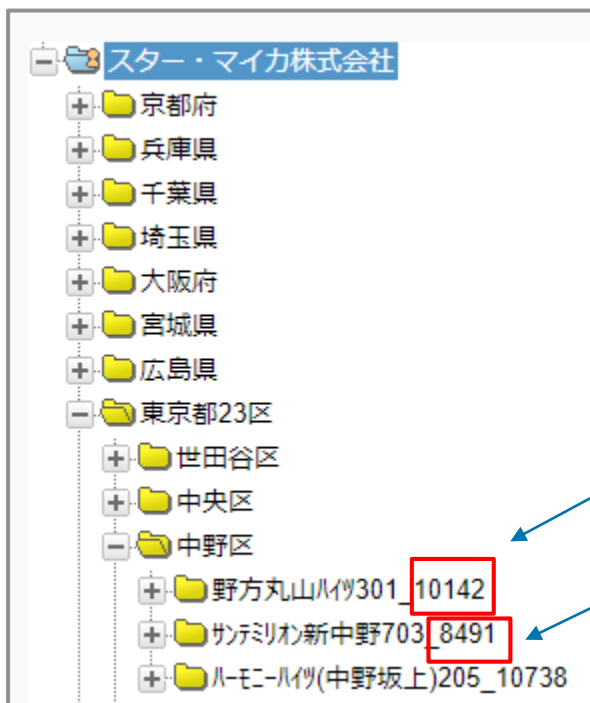 スター・マイカ株式会社
京都府
兵庫県
千葉県
埼玉県
大阪府
宮城県
広島県
東京都23区
世田谷区
中央区
中野区
野方丸山ﾊｲﾂ301_10142
ｻﾝﾃﾐﾘｵﾝ新中野703_8491
ﾊｰﾓﾆｰﾊｲﾂ(中野坂上)205_10738